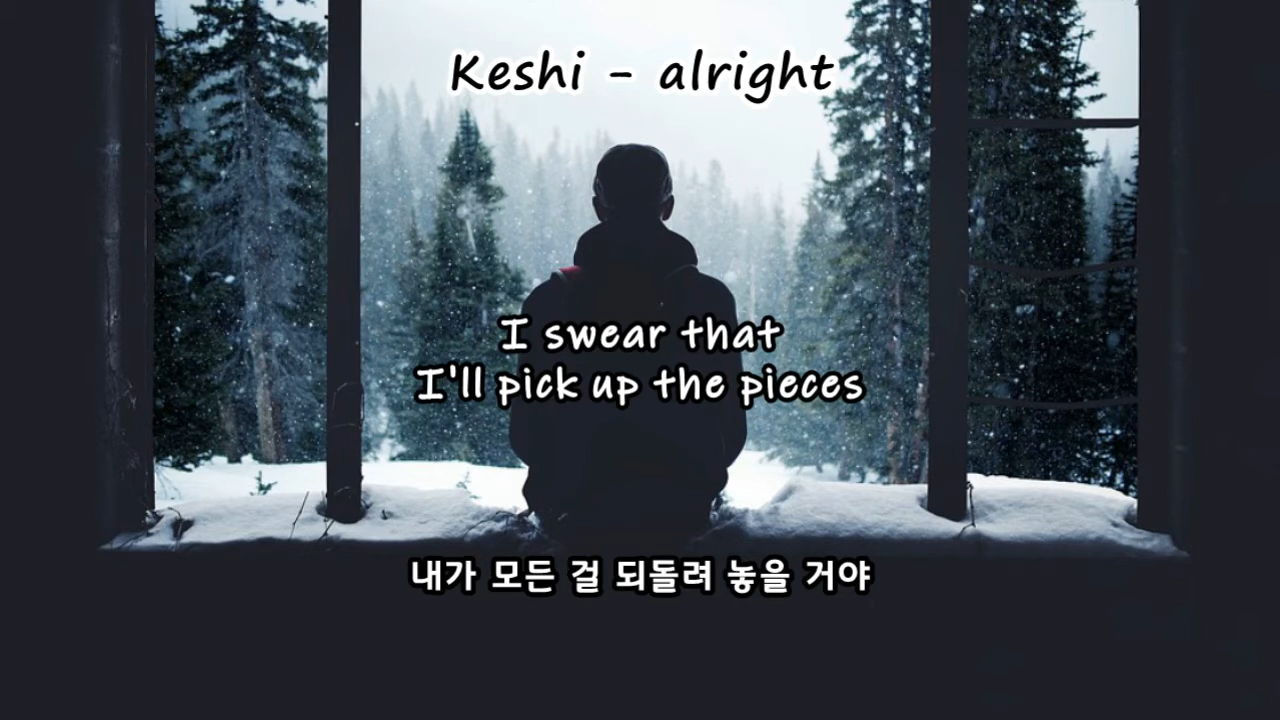 Keshi - alright
I swear that
I'll pick up the pieces
내가 모든 걸 되돌려 놓을 거야